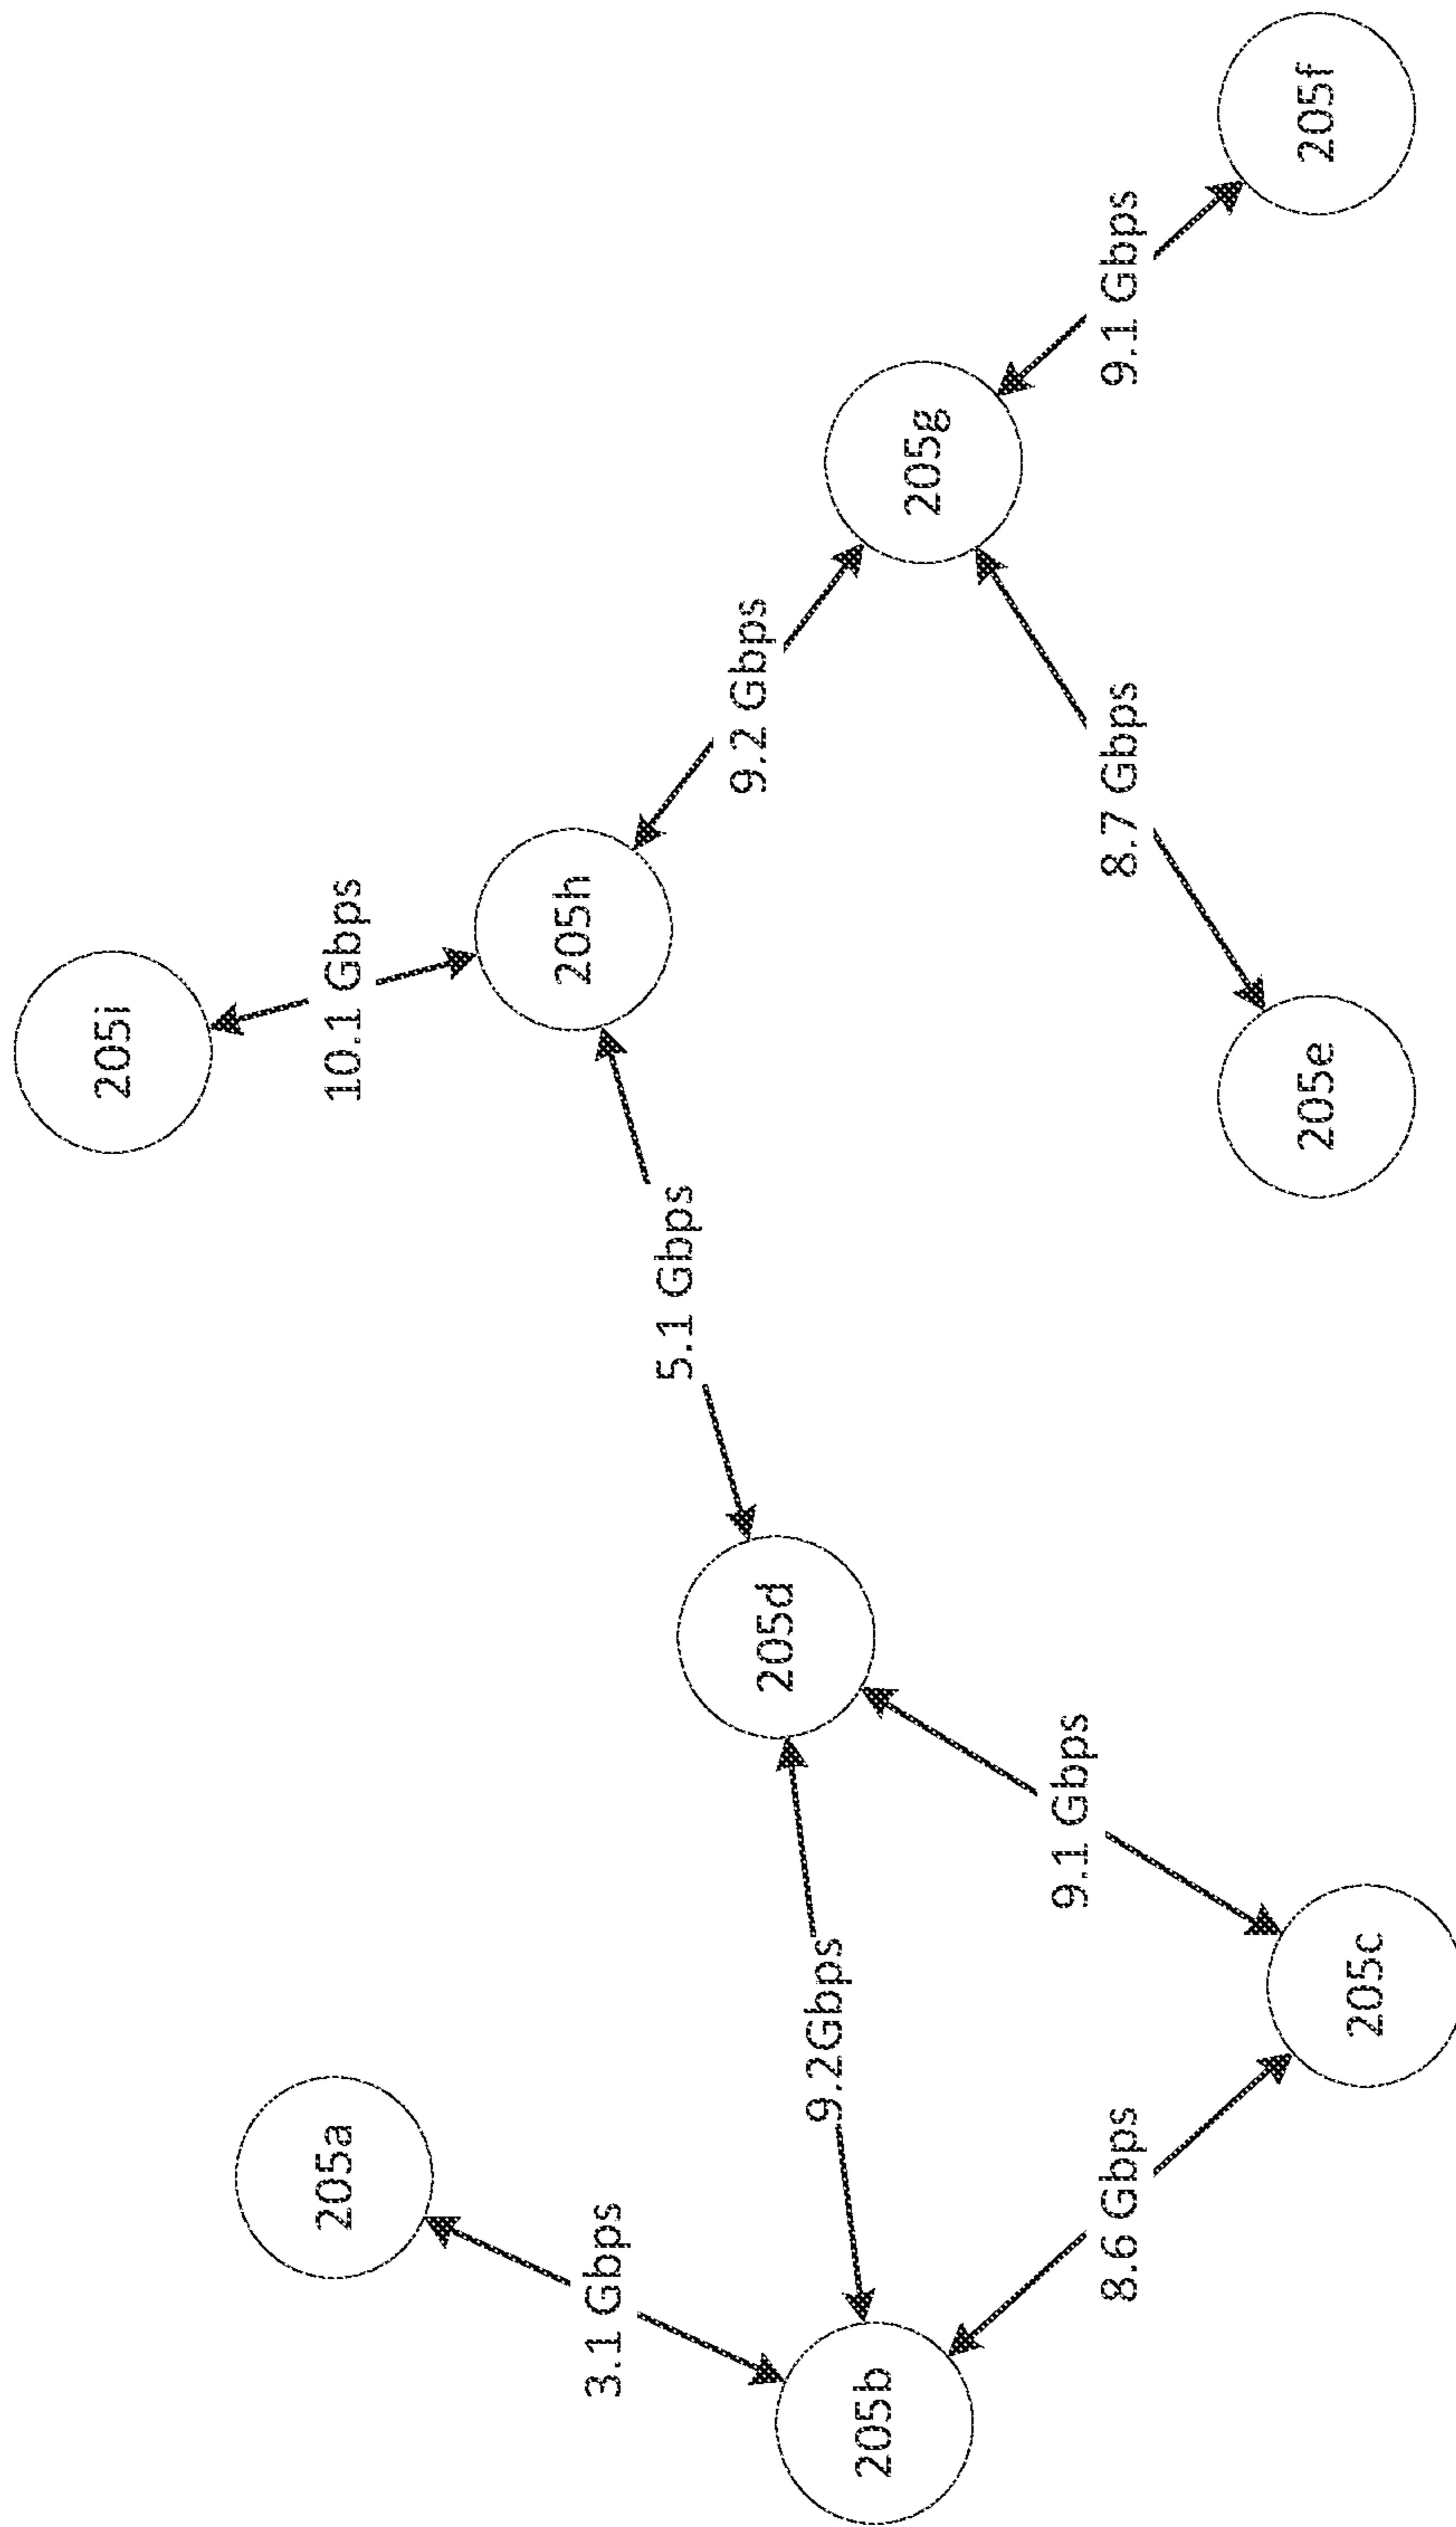 205i
10.1 Gbps
205a
205h
9.2 Gbps
5.1 Gbps
3.1 Gbps
205d
205g
9.1 Gbps
9.2Gbps
205b
8.7 Gbps
9.1 Gbps
8.6 Gbps
205f
205e
205c